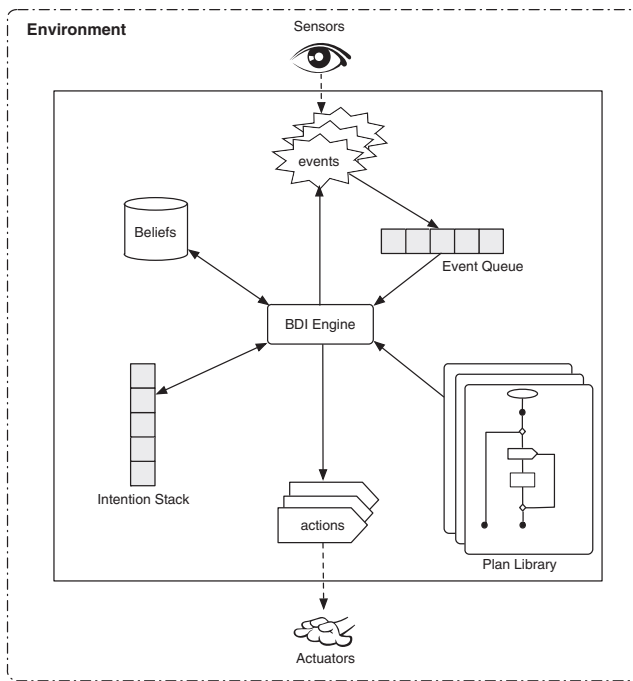 Environment
Sensors
events
Beliefs
Event Queue
BDI Engine
Intention Stack
actions
Plan Library
Actuators